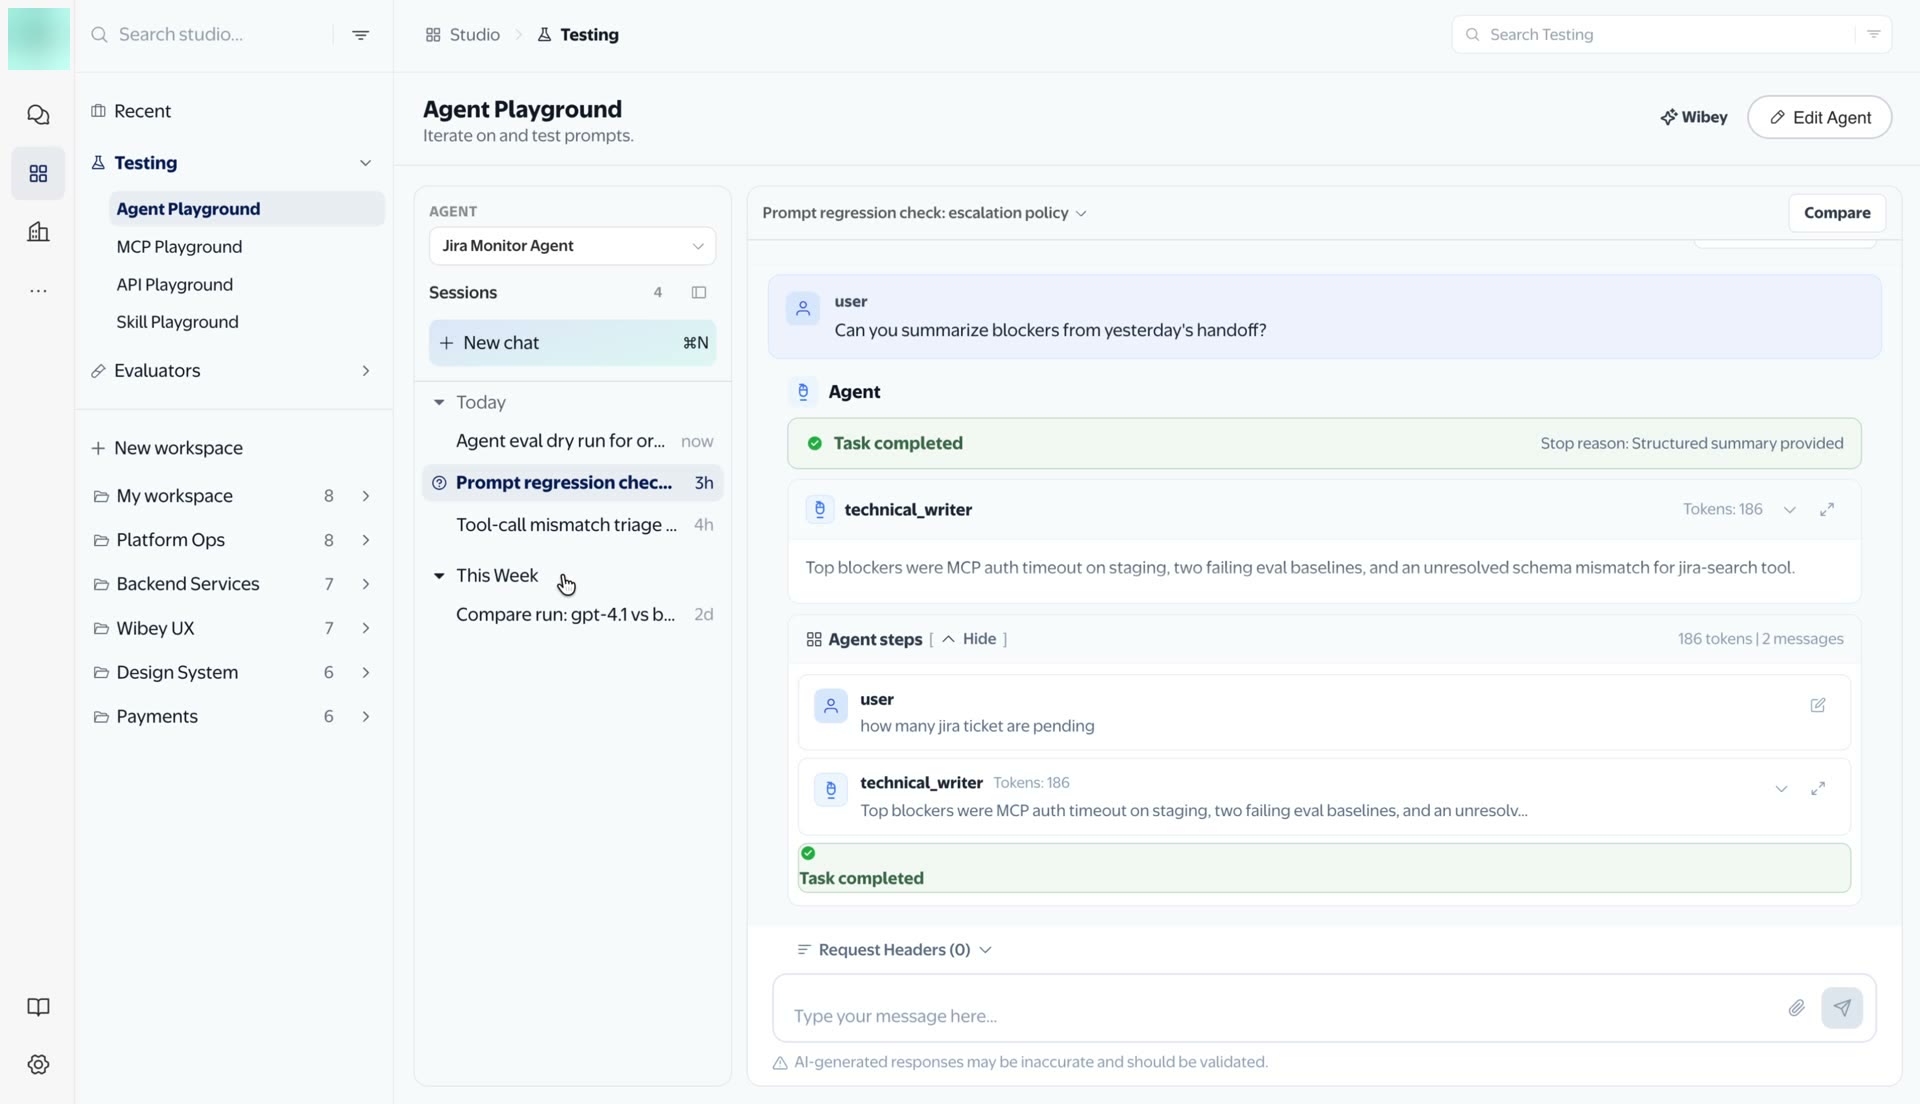 Search studio...
Studio
Testing
Search Testing
Recent
Testing
Agent Playground
MCP Playground
API Playground
Skill Playground
Evaluators
New workspace
My workspace 8
Platform Ops 8
Backend Services 7
Wibey UX 7
Design System 6
Payments 6
Agent Playground
Iterate on and test prompts.
Wibey
Edit Agent
AGENT
Jira Monitor Agent
Sessions 4
New chat ⌘N
Today
Agent eval dry run for or... now
Prompt regression chec... 3h
Tool-call mismatch triage ... 4h
This Week
Compare run: gpt-4.1 vs b... 2d
Prompt regression check: escalation policy
Compare
user
Can you summarize blockers from yesterday's handoff?
Agent
Task completed
Stop reason: Structured summary provided
technical_writer
Tokens: 186
Top blockers were MCP auth timeout on staging, two failing eval baselines, and an unresolved schema mismatch for jira-search tool.
Agent steps [ Hide ]
186 tokens | 2 messages
user
how many jira ticket are pending
technical_writer Tokens: 186
Top blockers were MCP auth timeout on staging, two failing eval baselines, and an unresolv...
Task completed
Request Headers (0)
Type your message here...
AI-generated responses may be inaccurate and should be validated.